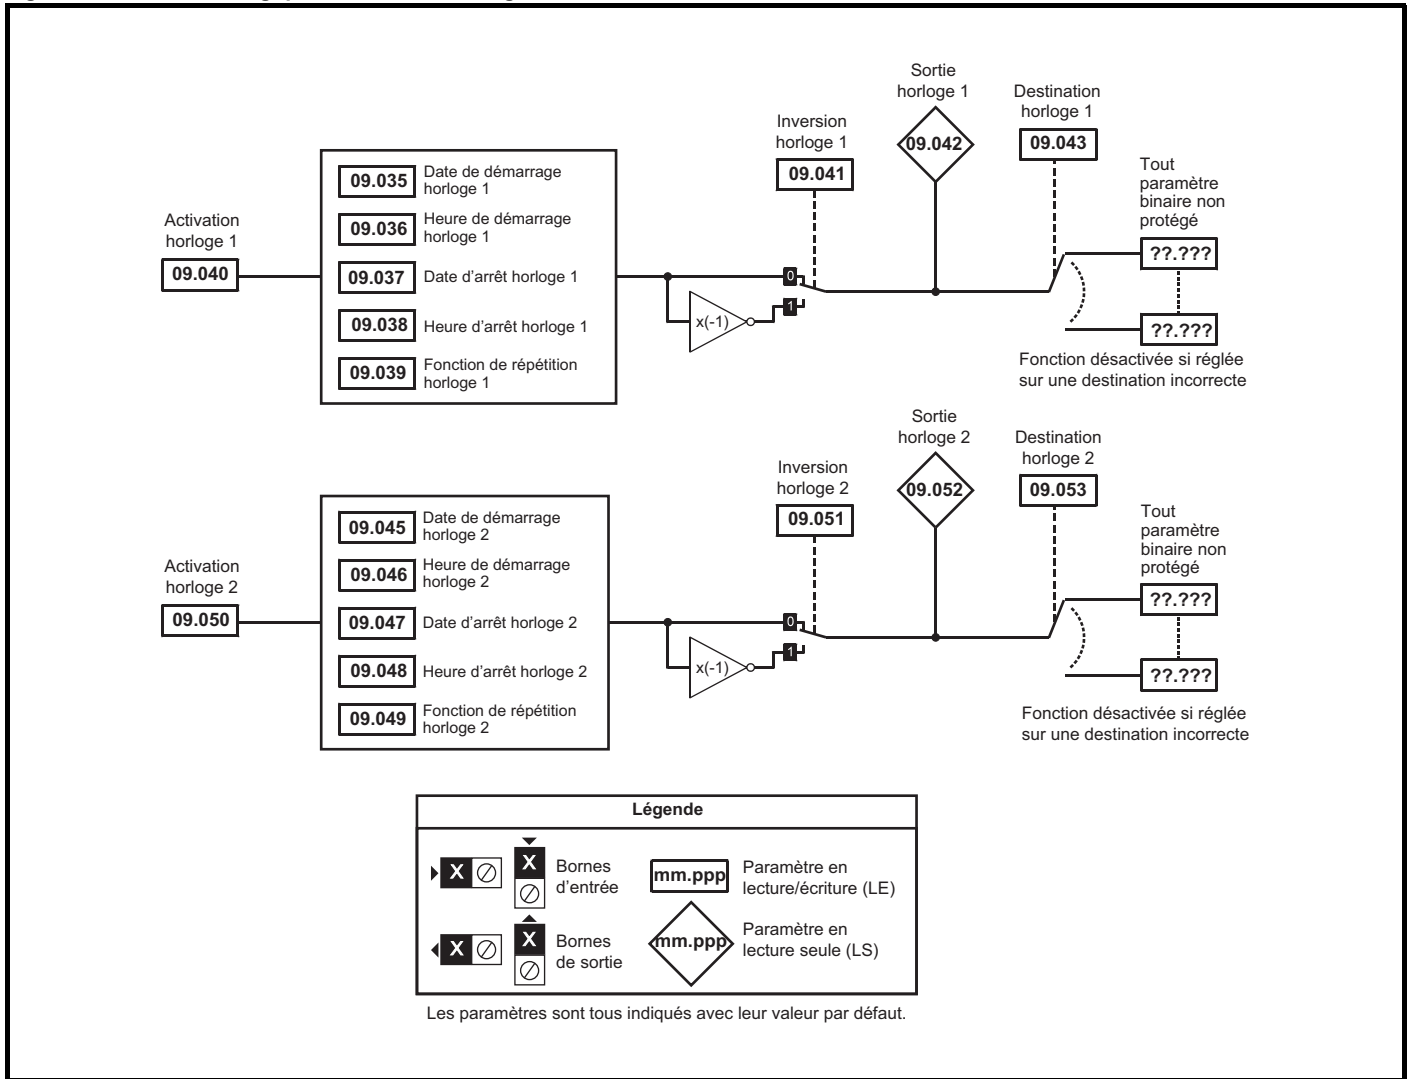 Sortie
horloge 1
09.042
Destination
horloge 1
09.043
Inversion
horloge 1
09.041
Tout
paramètre
binaire non
protégé
??.???
??.???
Fonction désactivée si réglée
sur une destination incorrecte
Activation
horloge 1
09.040
09.035 Date de démarrage
horloge 1
09.036 Heure de démarrage
horloge 1
09.037 Date d'arrêt horloge 1
09.038 Heure d'arrêt horloge 1
09.039 Fonction de répétition
horloge 1
0
1
x(-1)
Sortie
horloge 2
09.052
Destination
horloge 2
09.053
Inversion
horloge 2
09.051
Tout
paramètre
binaire non
protégé
??.???
??.???
Fonction désactivée si réglée
sur une destination incorrecte
Activation
horloge 2
09.050
09.045 Date de démarrage
horloge 2
09.046 Heure de démarrage
horloge 2
09.047 Date d'arrêt horloge 2
09.048 Heure d'arrêt horloge 2
09.049 Fonction de répétition
horloge 2
0
1
x(-1)
Légende
X X Bornes
d'entrée
mm.ppp Paramètre en
lecture/écriture (LE)
X X Bornes
de sortie
mm.ppp Paramètre en
lecture seule (LS)
Les paramètres sont tous indiqués avec leur valeur par défaut.